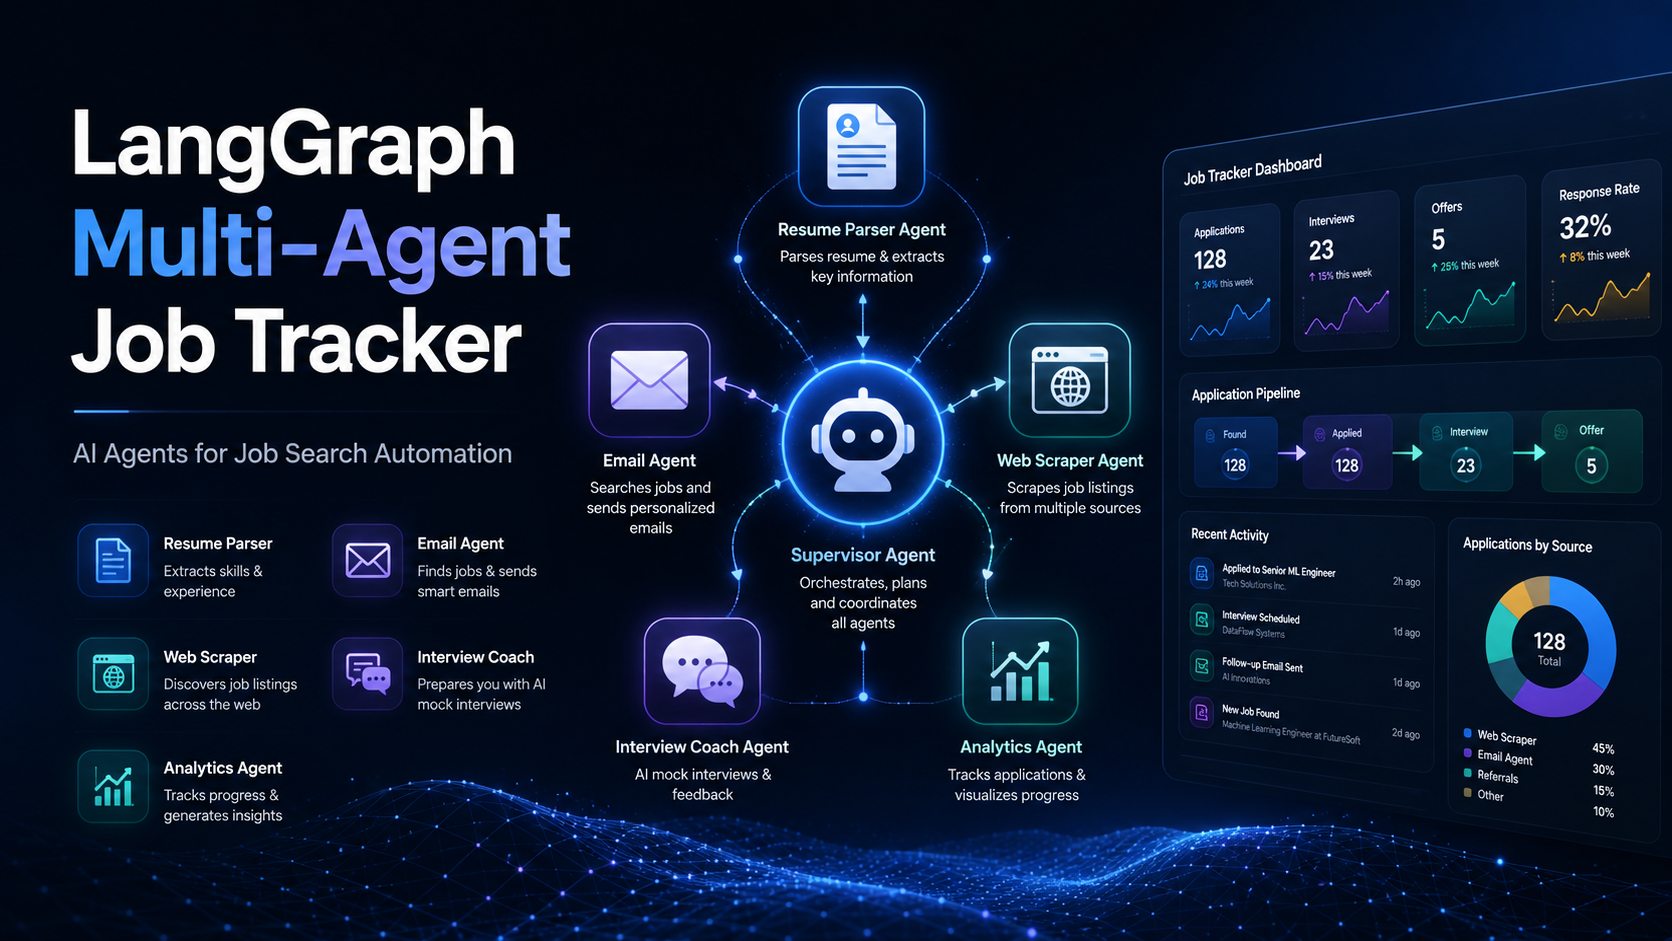 LangGraph
Multi-Agent
Job Tracker
AI Agents for Job Search Automation
Resume Parser
Extracts skills &
experience
Email Agent
Finds jobs & sends
smart emails
Web Scraper
Discovers job listings
across the web
Interview Coach
Prepares you with AI
mock interviews
Analytics Agent
Tracks progress &
generates insights
Resume Parser Agent
Parses resume & extracts
key information
Email Agent
Searches jobs and
sends personalized
emails
Web Scraper Agent
Scrapes job listings
from multiple sources
Supervisor Agent
Orchestrates, plans
and coordinates
all agents
Interview Coach Agent
AI mock interviews &
feedback
Analytics Agent
Tracks applications &
visualizes progress
Job Tracker Dashboard
Applications
128
↑ 24% this week
Interviews
23
↑ 15% this week
Offers
5
↑ 25% this week
Response Rate
32%
↑ 8% this week
Application Pipeline
Found
128
Applied
128
Interview
23
Offer
5
Recent Activity
Applied to Senior ML Engineer 2h ago
Tech Solutions Inc.
Interview Scheduled 1d ago
DataFlow Systems
Follow-up Email Sent 1d ago
AI Innovations
New Job Found 2d ago
Machine Learning Engineer at FutureSoft
Applications by Source
128
Total
Web Scraper 45%
Email Agent 30%
Referrals 15%
Other 10%